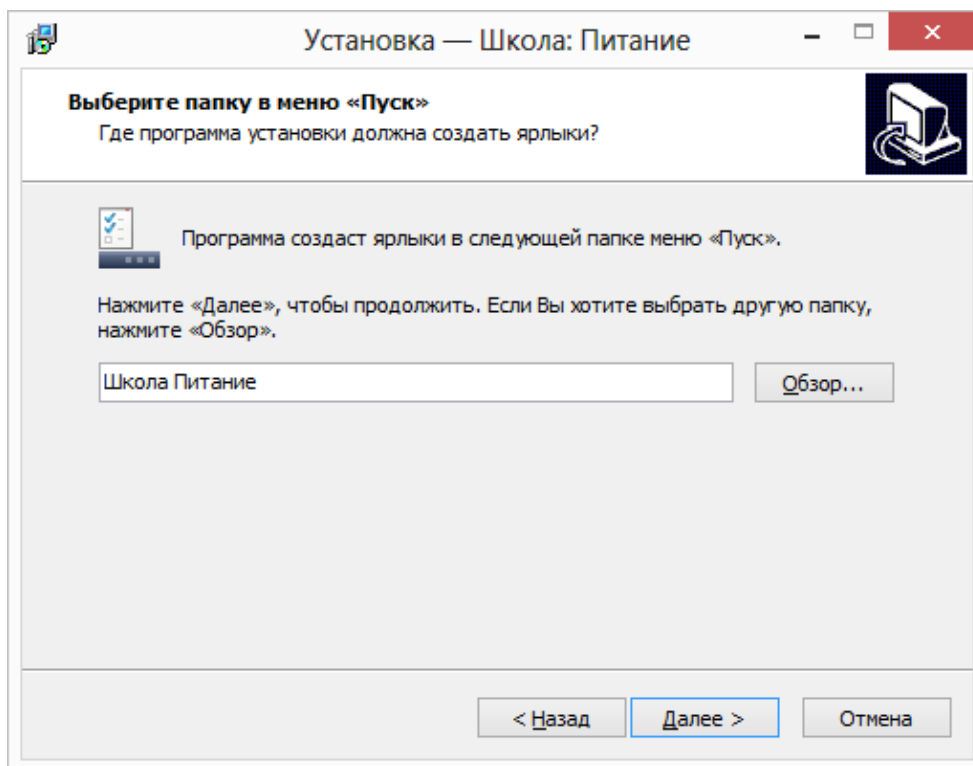 Установка — Школа: Питание
Выберите папку в меню «Пуск»
Где программа установки должна создать ярлыки?
Программа создаст ярлыки в следующей папке меню «Пуск».
Нажмите «Далее», чтобы продолжить. Если Вы хотите выбрать другую папку,
нажмите «Обзор».
Школа Питание
Обзор...
< Назад
Далее >
Отмена